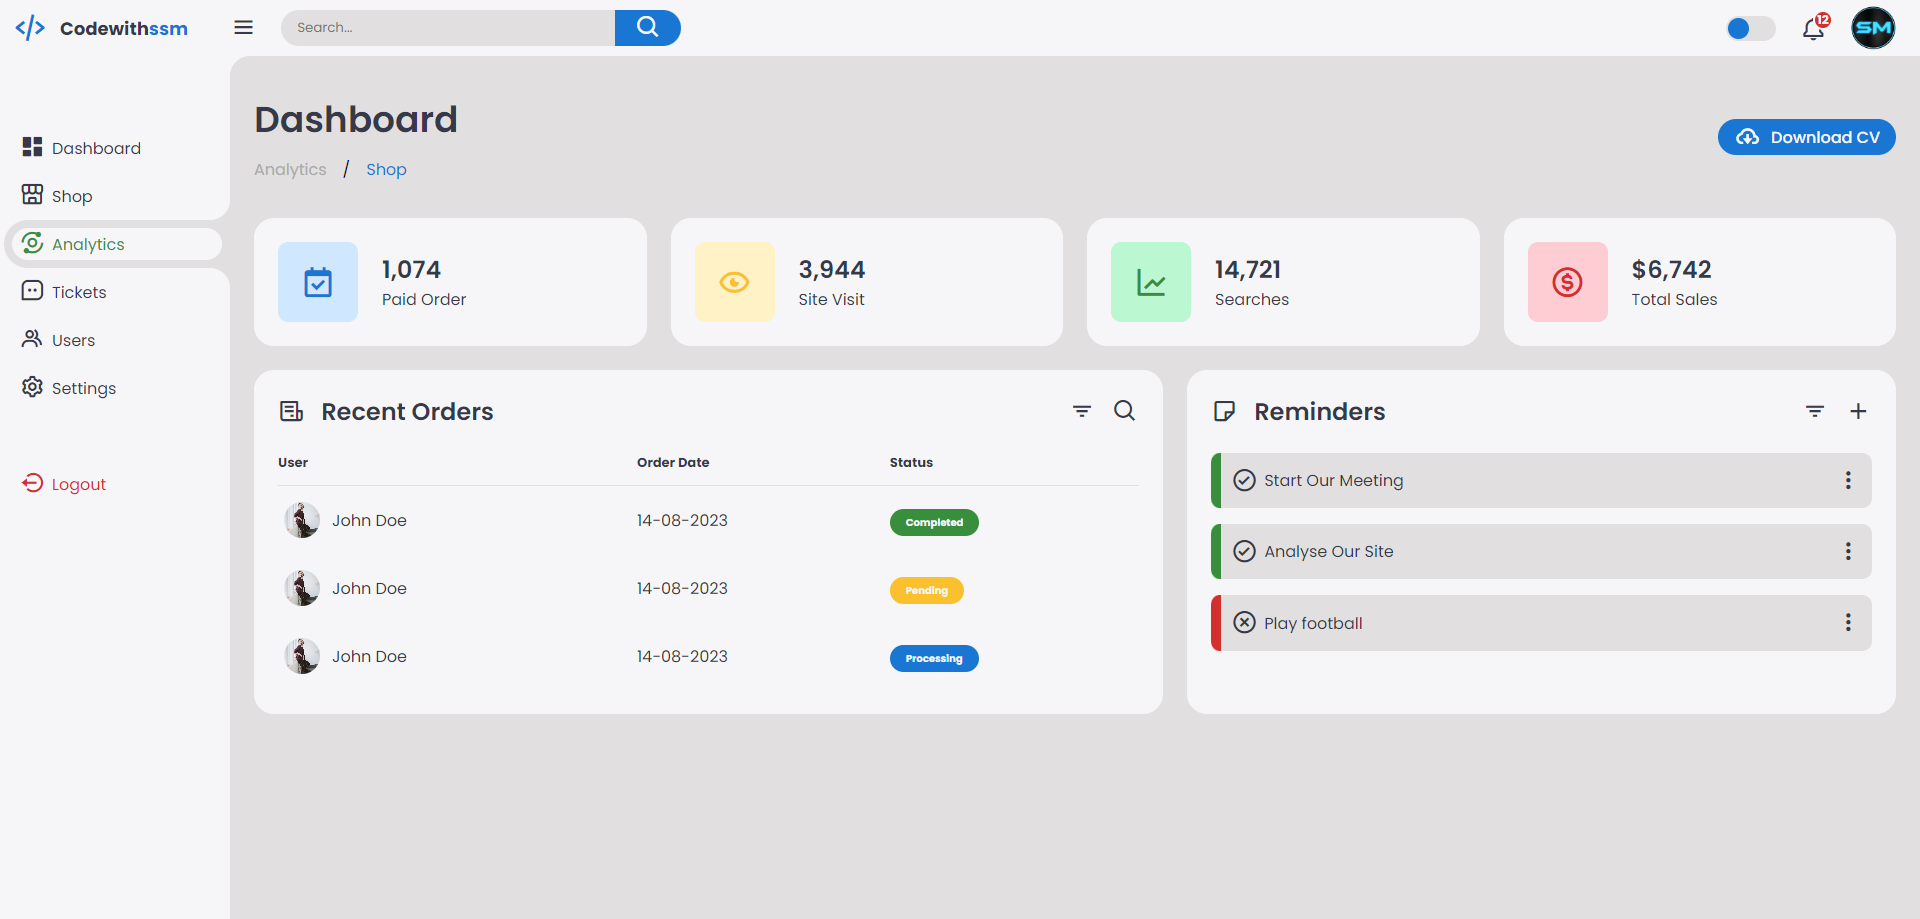 Codewithssm
Search...
12
SM
Dashboard
Shop
Analytics
Tickets
Users
Settings
Logout
Dashboard
Analytics / Shop
Download CV
1,074
Paid Order
3,944
Site Visit
14,721
Searches
$6,742
Total Sales
Recent Orders
User Order Date Status
John Doe 14-08-2023 Completed
John Doe 14-08-2023 Pending
John Doe 14-08-2023 Processing
Reminders
Start Our Meeting
Analyse Our Site
Play football